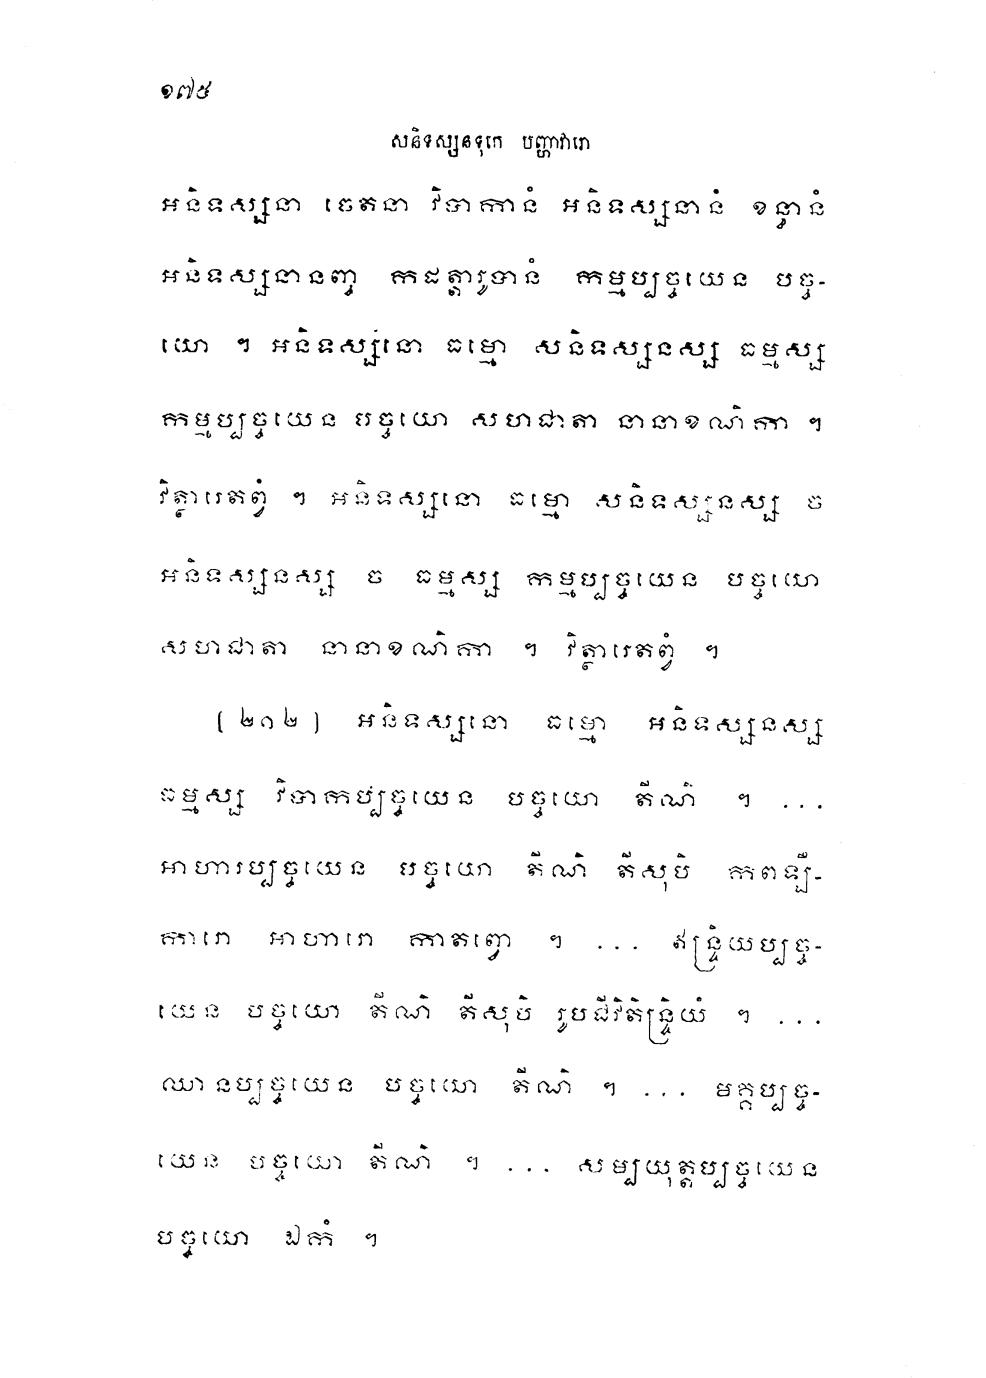 ១៧៥
សនិទស្សនទុកេ បញ្ហាវារោ
អនិទស្សនា ចេតនា វិបាកានំ អនិទស្សនានំ ខន្ធានំ
អនិទស្សនានញ្ច កដត្តារូបានំ កម្មប្បច្ចយេន បច្ច-
យោ ។ អនិទស្សនោ ធម្មោ សនិទស្សនស្ស ធម្មស្ស
កម្មប្បច្ចយេន បច្ចយោ សហជាតា នានាខណិកា ។
វិត្ថារេតព្វំ ។ អនិទស្សនោ ធម្មោ សនិទស្សនស្ស ច
អនិទស្សនស្ស ច ធម្មស្ស កម្មប្បច្ចយេន បច្ចយោ
សហជាតា នានាខណិកា ។ វិត្ថារេតព្វំ ។
(២១២) អនិទស្សនោ ធម្មោ អនិទស្សនស្ស
ធម្មស្ស វិបាកប្បច្ចយេន បច្ចយោ តីណិ ។ ...
អាហារប្បច្ចយេន បច្ចយោ តីណិ តីសុបិ កពឡឹ-
ការោ អាហារោ កាតព្វោ ។ ... ឥន្ទ្រិយប្បច្ច-
យេន បច្ចយោ តីណិ តីសុបិ រូបជីវិតិន្ទ្រិយំ ។ ...
ឈានប្បច្ចយេន បច្ចយោ តីណិ ។ ... មគ្គប្បច្ច-
យេន បច្ចយោ តីណិ ។ ... សម្បយុត្តប្បច្ចយេន
បច្ចយោ ឯកំ ។